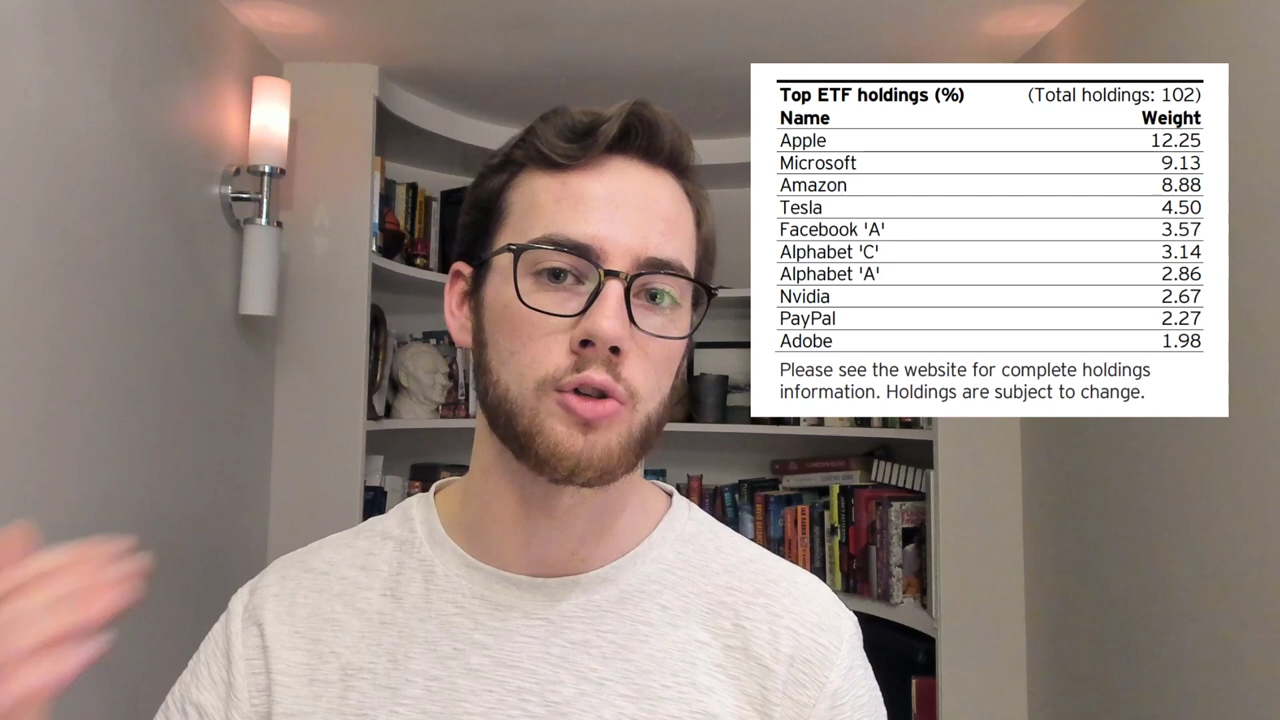 Top ETF holdings (%) (Total holdings: 102)
Name Weight
Apple 12.25
Microsoft 9.13
Amazon 8.88
Tesla 4.50
Facebook 'A' 3.57
Alphabet 'C' 3.14
Alphabet 'A' 2.86
Nvidia 2.67
PayPal 2.27
Adobe 1.98
Please see the website for complete holdings
information. Holdings are subject to change.